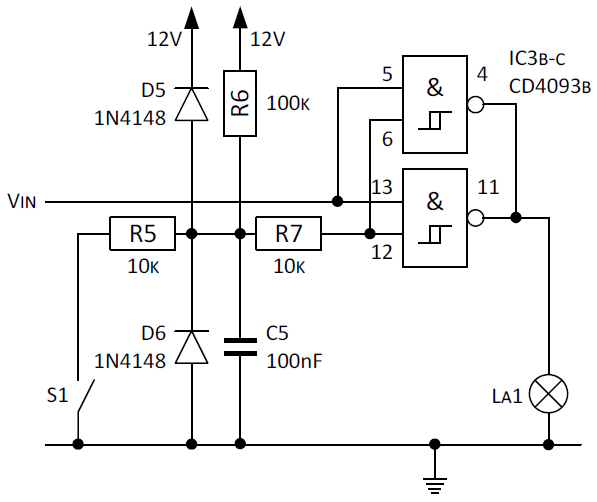 12V
12V
IC3B-C
CD4093B
D5
1N4148
R6
100K
5
&
4
6
VIN
13
&
11
R5
10K
R7
10K
12
D6
1N4148
C5
100nF
S1
LA1